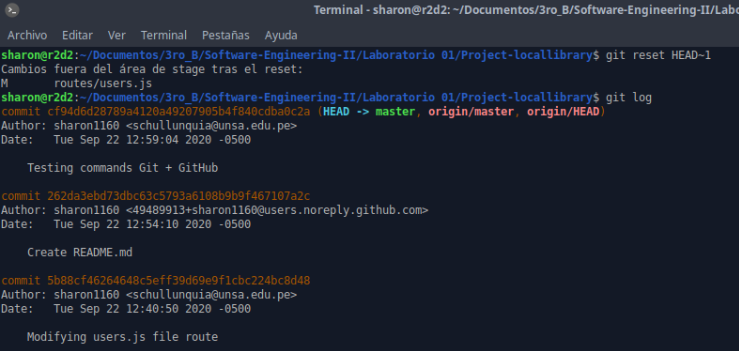 Terminal - sharon@r2d2: ~/Documentos/3ro_B/Software-Engineering-II/Labora
Archivo Editar Ver Terminal Pestañas Ayuda
sharon@r2d2:~/Documentos/3ro_B/Software-Engineering-II/Laboratorio 01/Project-locallibrary$ git reset HEAD~1
Cambios fuera del área de stage tras el reset:
M routes/users.js
sharon@r2d2:~/Documentos/3ro_B/Software-Engineering-II/Laboratorio 01/Project-locallibrary$ git log
commit cf94d6d28789a4120a49207905b4f840cdba0c2a (HEAD -> master, origin/master, origin/HEAD)
Author: sharon1160 <schullunquia@unsa.edu.pe>
Date: Tue Sep 22 12:59:04 2020 -0500
Testing commands Git + GitHub
commit 262da3ebd73dbc63c5793a6108b9b9f467107a2c
Author: sharon1160 <49489913+sharon1160@users.noreply.github.com>
Date: Tue Sep 22 12:54:10 2020 -0500
Create README.md
commit 5b88cf46264648c5eff39d69e9f1cbc224bc8d48
Author: sharon1160 <schullunquia@unsa.edu.pe>
Date: Tue Sep 22 12:40:50 2020 -0500
Modifying users.js file route